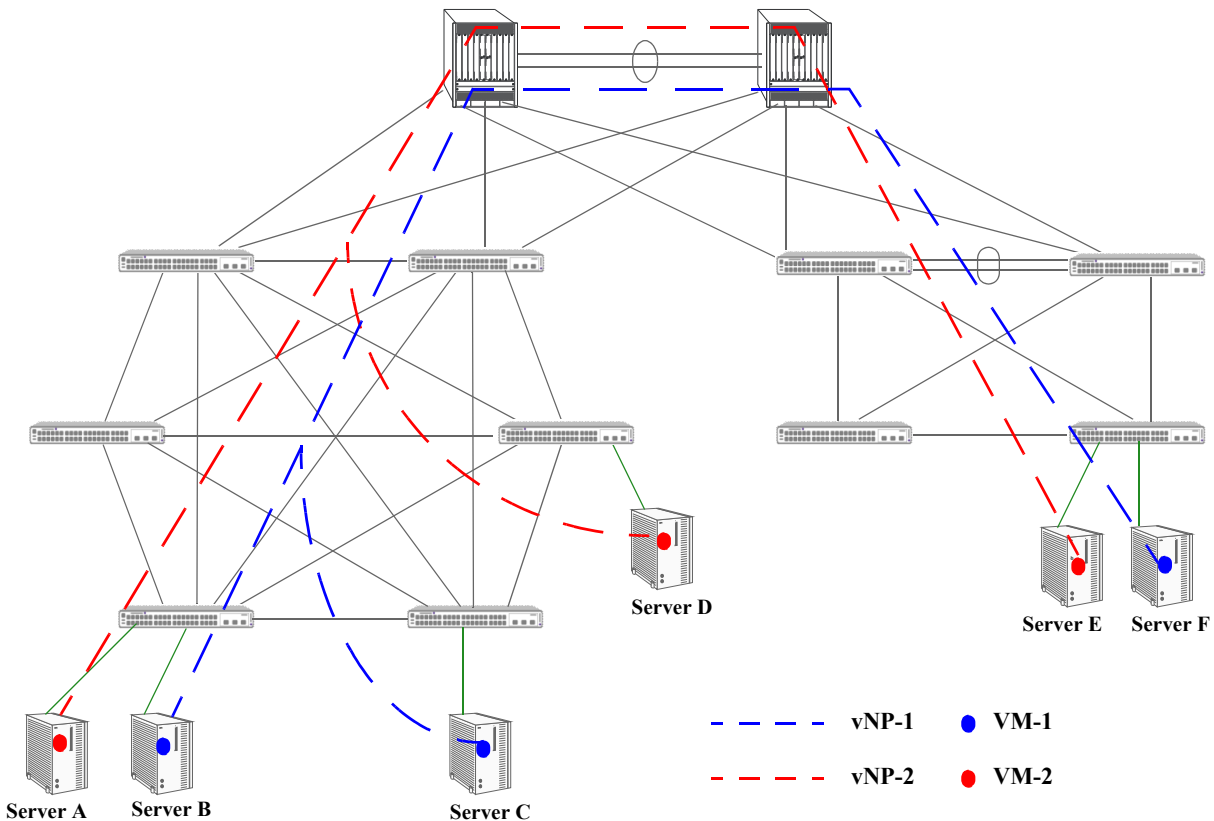 Server D
Server E
Server F
vNP-1
VM-1
vNP-2
VM-2
Server A
Server B
Server C